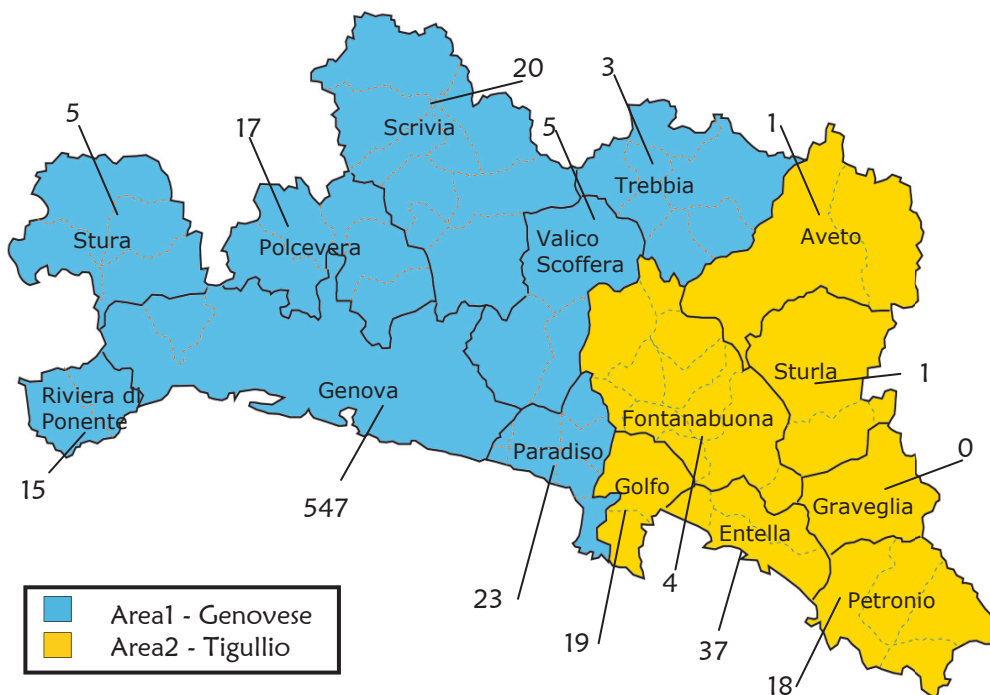 20
3
5
17
5
1
Scrivia
Trebbia
Stura
Polcevera
Valico
Scoffera
Aveto
Sturla
1
Riviera di
Ponente
Genova
Fontanabuona
Paradiso
0
15
547
Golfo
Graveglia
Entella
23
19
4
37
Petronio
18
Area1 - Genovese
Area2 - Tigullio